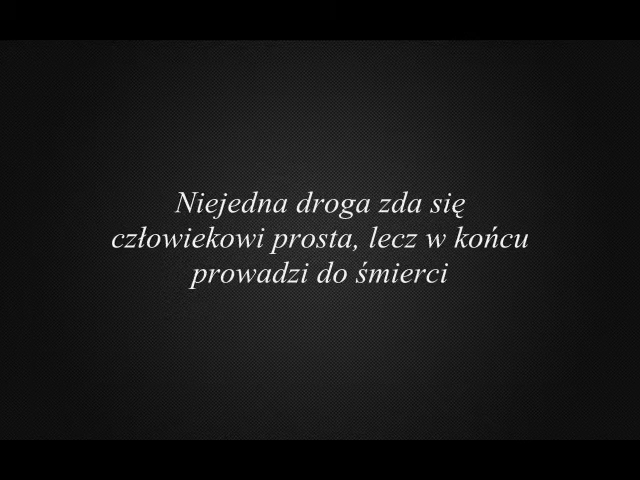 Niejedna droga zda się
człowiekowi prosta, lecz w końcu
prowadzi do śmierci